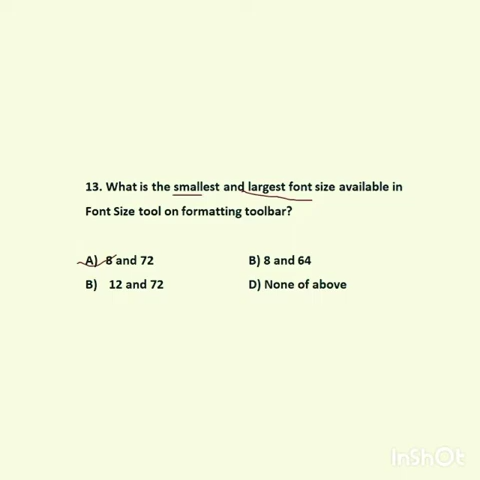 13. What is the smallest and largest font size available in
Font Size tool on formatting toolbar?
A) 8 and 72
B) 8 and 64
B) 12 and 72
D) None of above
InShOt